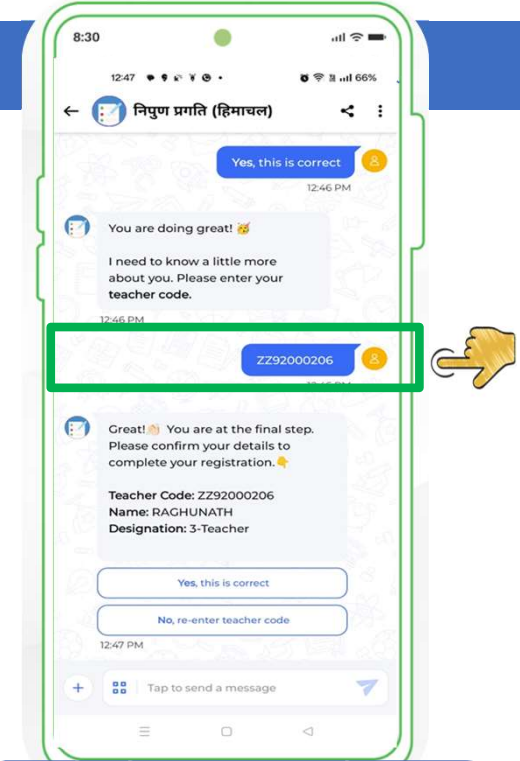 8:30
12:47 66%
निपुण प्रगति (हिमाचल)
Yes, this is correct
12:46 PM
You are doing great!
I need to know a little more
about you. Please enter your
teacher code.
12:46 PM
ZZ92000206
Great! You are at the final step.
Please confirm your details to
complete your registration.
Teacher Code: ZZ92000206
Name: RAGHUNATH
Designation: 3-Teacher
Yes, this is correct
No, re-enter teacher code
12:47 PM
Tap to send a message